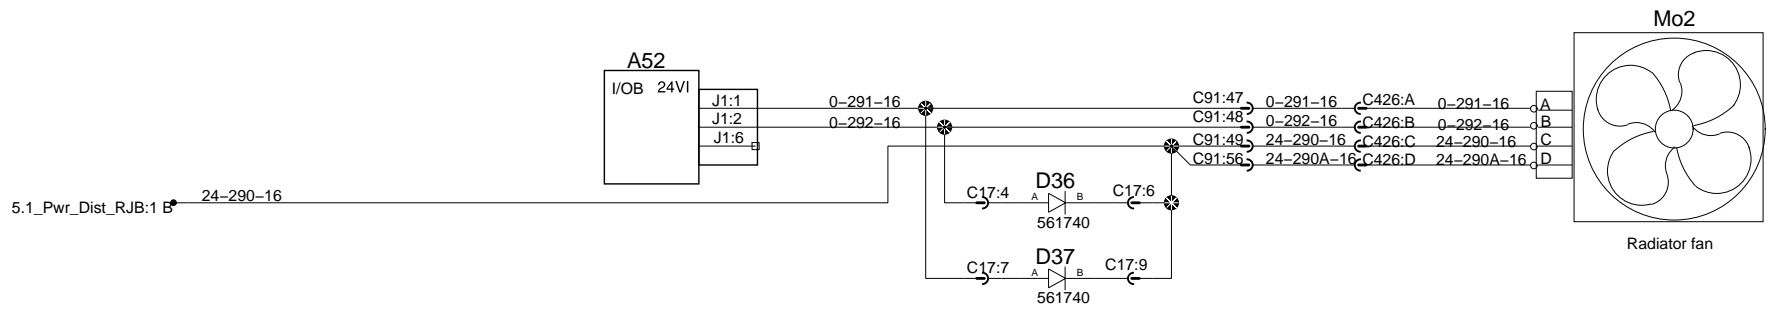 Mo2
A52
I/OB 24VI
J1:1 0-291-16 C91:47 0-291-16 C426:A 0-291-16 A
J1:2 0-292-16 C91:48 0-292-16 C426:B 0-292-16 B
J1:6 C91:49 24-290-16 C426:C 24-290-16 C
C91:56 24-290A-16 C426:D 24-290A-16 D
D36
C17:4 A B C17:6
561740
5.1_Pwr_Dist_RJB:1 B 24-290-16
Radiator fan
D37
C17:7 A B C17:9
561740